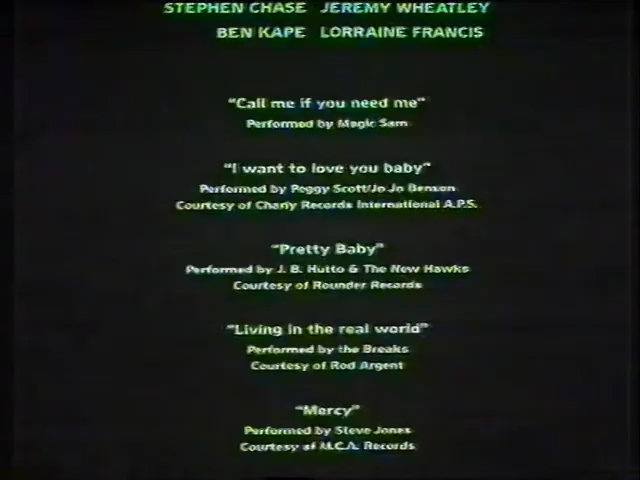 STEPHEN CHASE JEREMY WHEATLEY
BEN KAPE LORRAINE FRANCIS
"Call me if you need me"
Performed by Magic Sam
"I want to love you baby"
Performed by Peggy Scott/Jo Jo Benson
Courtesy of Charly Records International A.P.S.
"Pretty Baby"
Performed by J. B. Hutto & The New Hawks
Courtesy of Rounder Records
"Living in the real world"
Performed by the Breaks
Courtesy of Rod Argent
"Mercy"
Performed by Steve Jones
Courtesy of M.C.A. Records